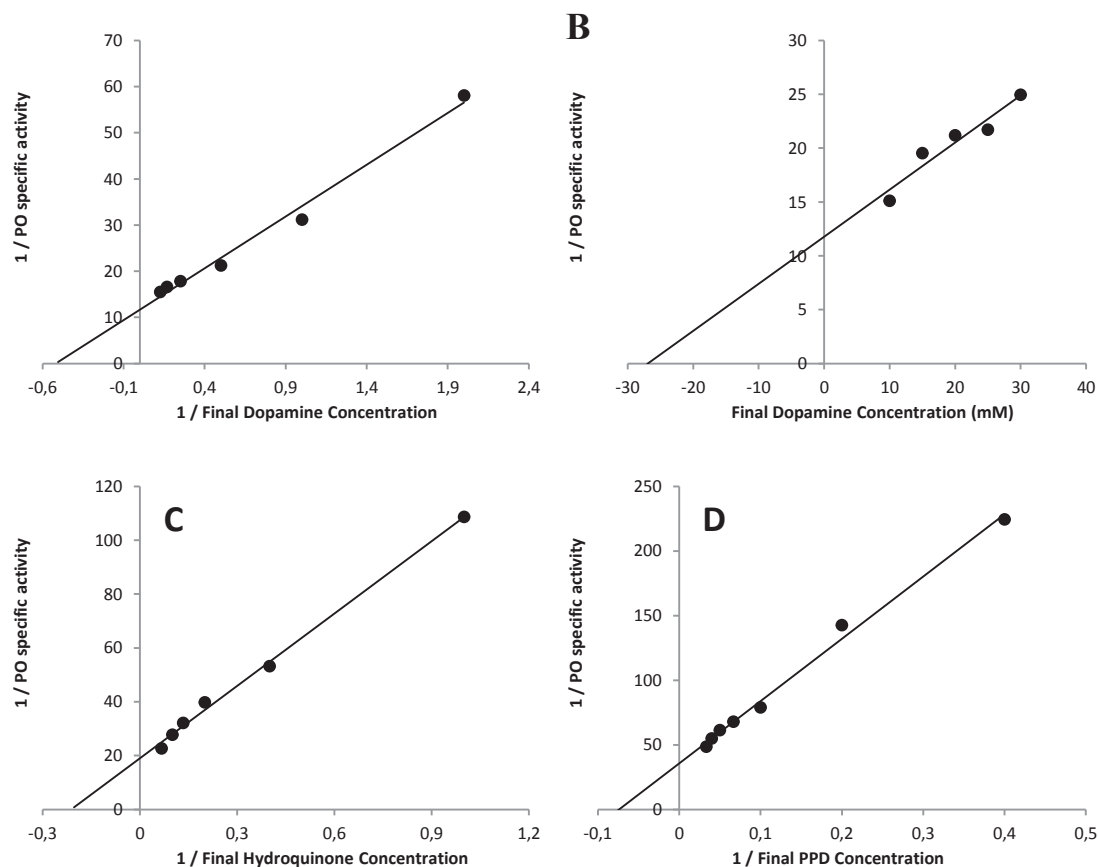 B
70
60
50
40
30
20
10
0
-0,6 -0,1 0,4 0,9 1,4 1,9 2,4
1 / PO specific activity
1 / Final Dopamine Concentration
30
25
20
15
10
5
0
-30 -20 -10 0 10 20 30 40
1 / PO specific activity
Final Dopamine Concentration (mM)
C
120
100
80
60
40
20
0
-0,3 0 0,3 0,6 0,9 1,2
1 / PO specific activity
1 / Final Hydroquinone Concentration
D
250
200
150
100
50
0
-0,1 0 0,1 0,2 0,3 0,4 0,5
1 / PO specific activity
1 / Final PPD Concentration